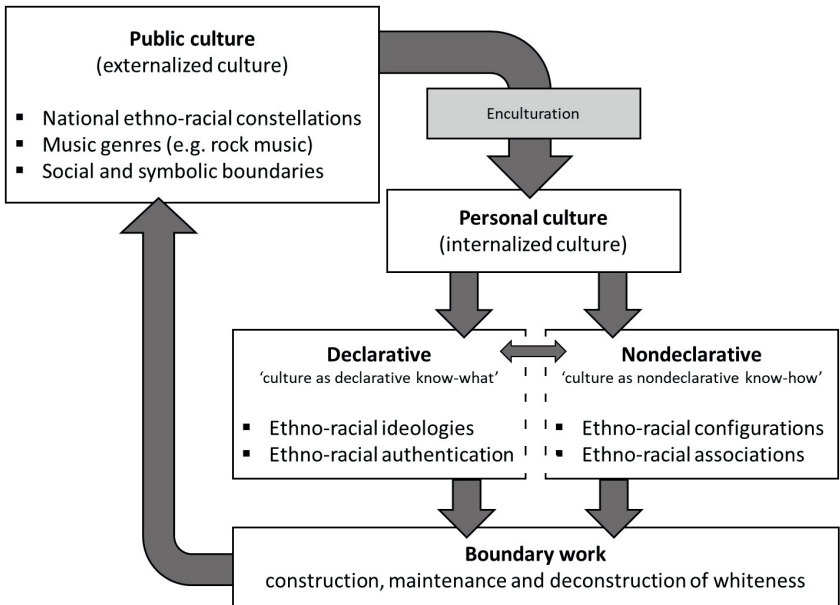 Public culture
(externalized culture)
▪ National ethno-racial constellations
▪ Music genres (e.g. rock music)
▪ Social and symbolic boundaries
Enculturation
Personal culture
(internalized culture)
Declarative
‘culture as declarative know-what’
▪ Ethno-racial ideologies
▪ Ethno-racial authentication
Nondeclarative
‘culture as nondeclarative know-how’
▪ Ethno-racial configurations
▪ Ethno-racial associations
Boundary work
construction, maintenance and deconstruction of whiteness